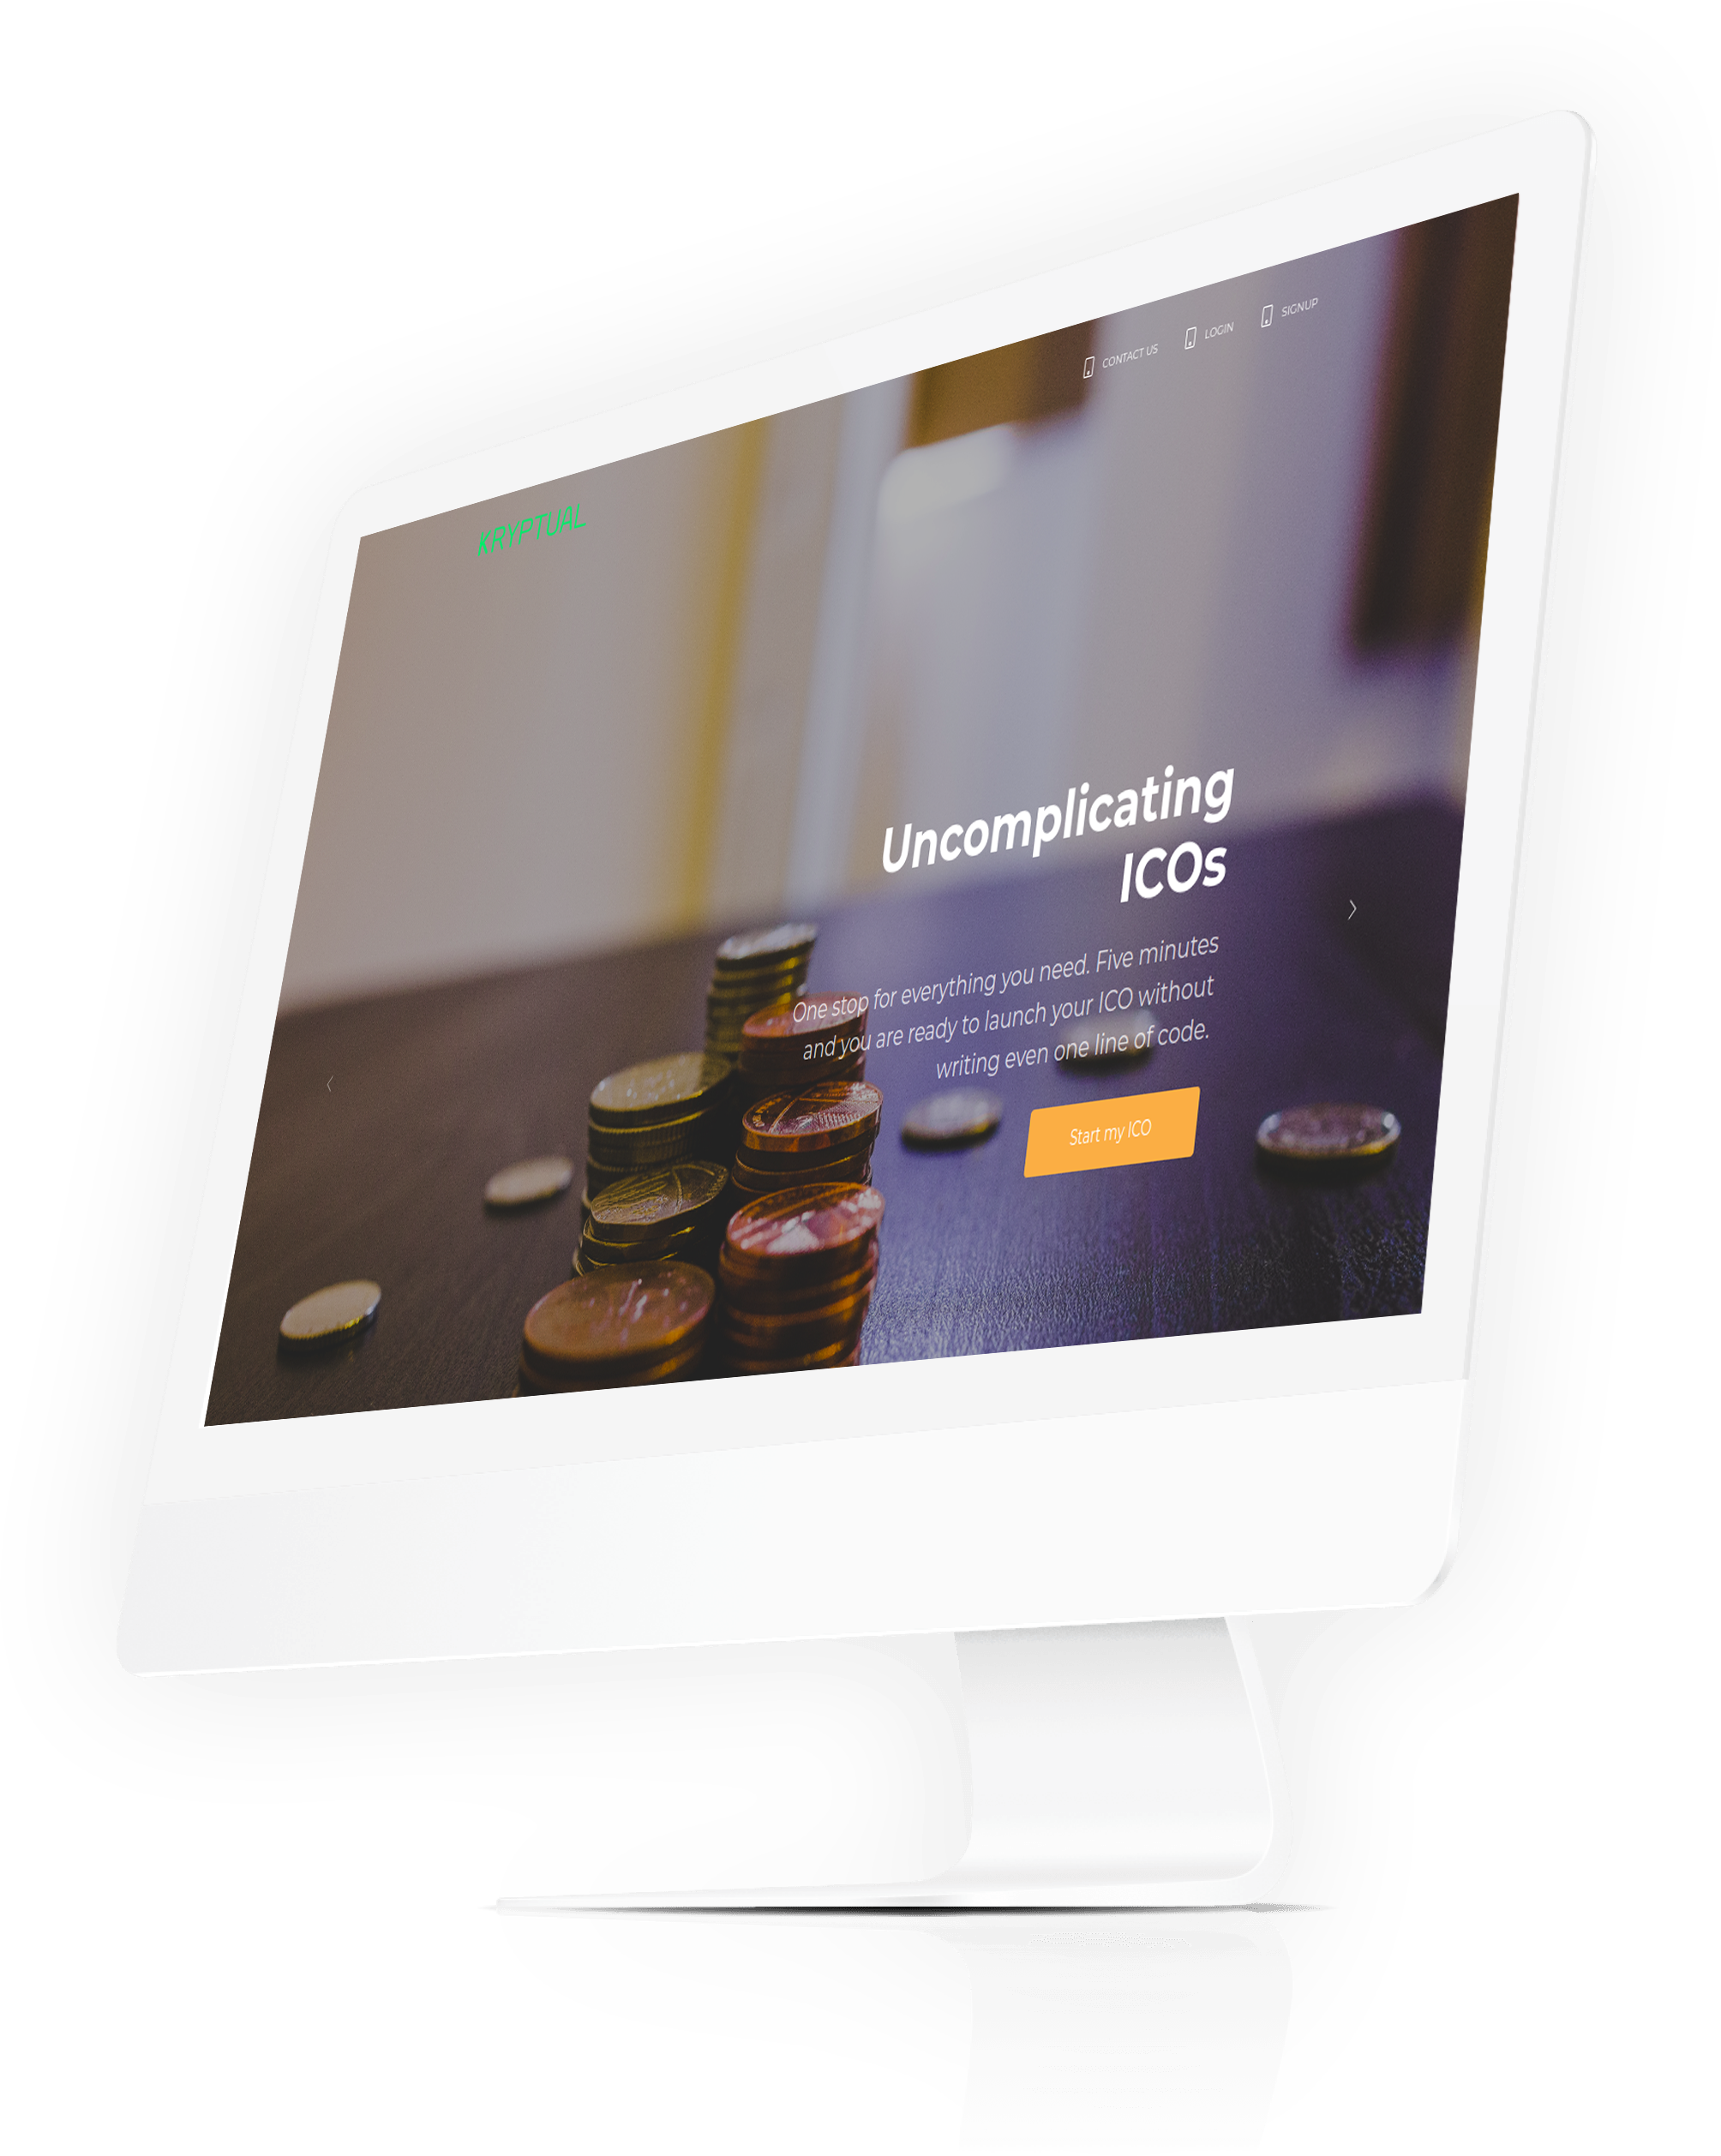 CONTACT US
LOGIN
SIGNUP
KRYPTUAL
Uncomplicating
ICOs
One stop for everything you need. Five minutes
and you are ready to launch your ICO without
writing even one line of code.
Start my ICO